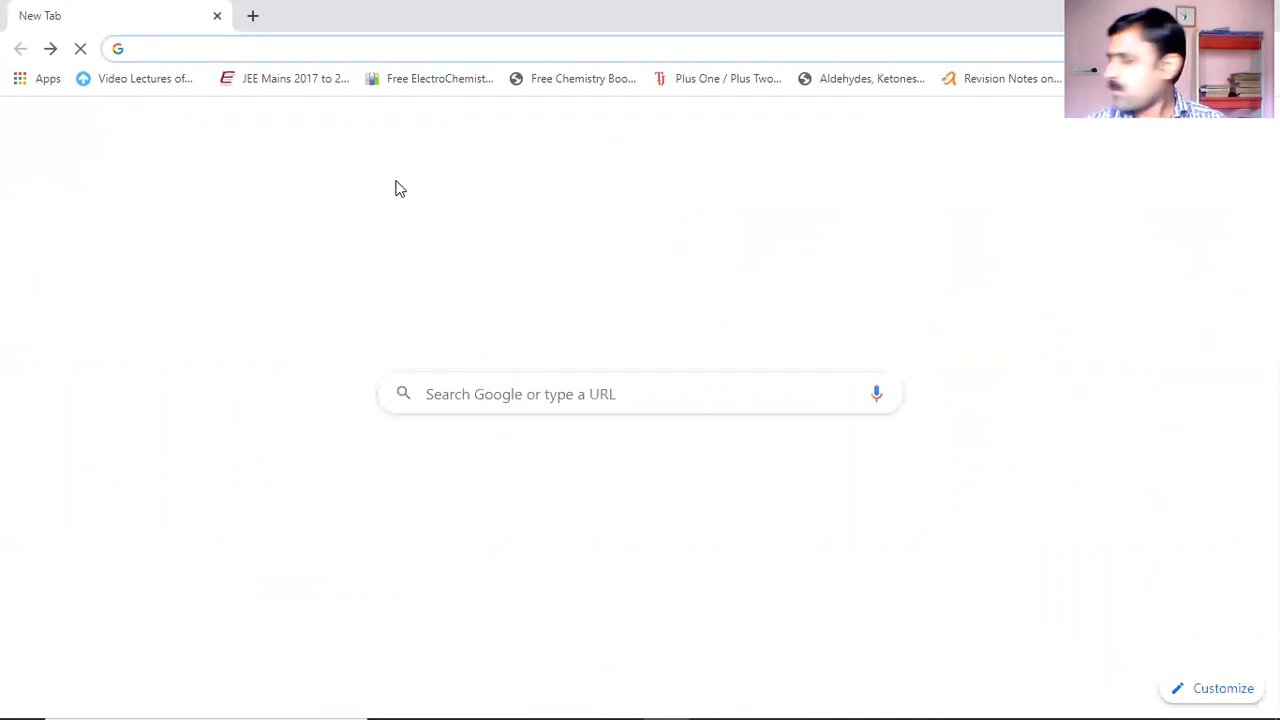 New Tab
Apps Video Lectures of... JEE Mains 2017 to 2... Free ElectroChemist... Free Chemistry Boo... Plus One / Plus Two... Aldehydes, Ketones... Revision Notes on...
Search Google or type a URL
Customize